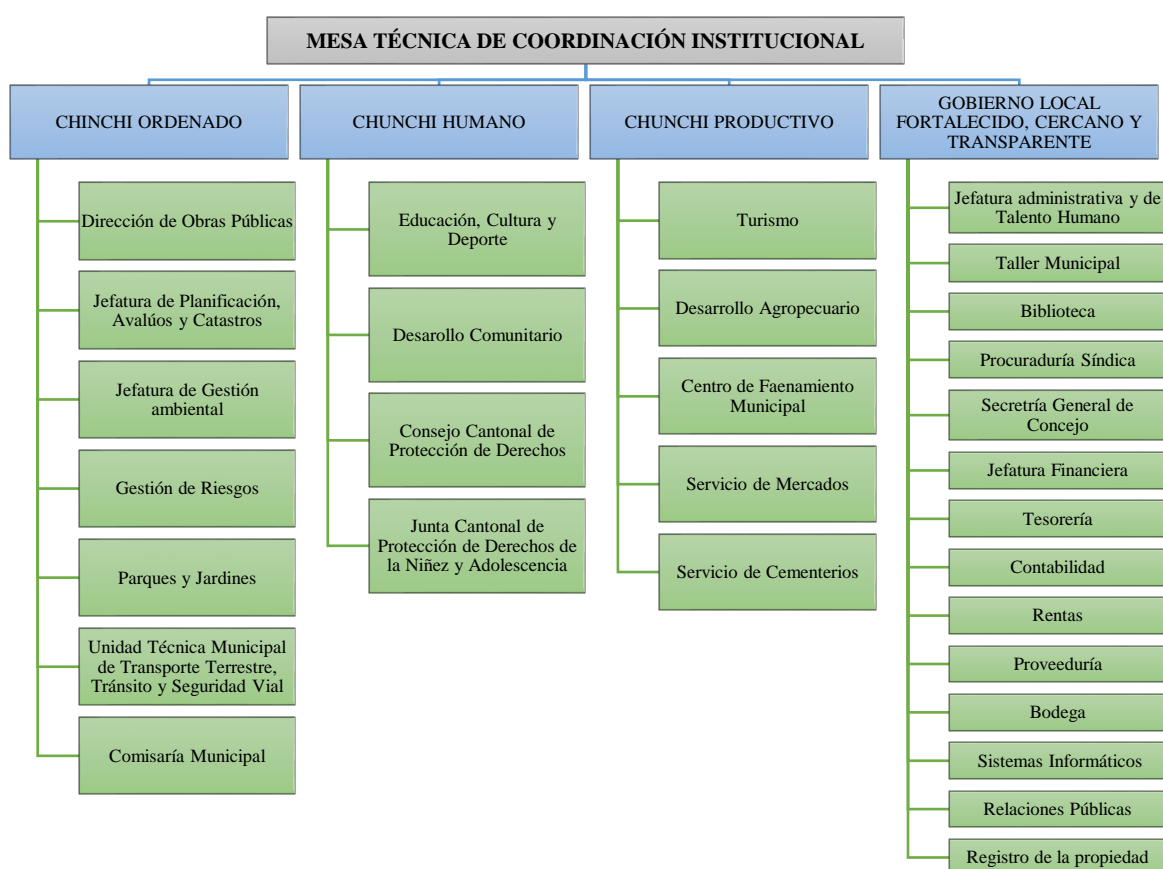 MESA TÉCNICA DE COORDINACIÓN INSTITUCIONAL
CHINCHI ORDENADO
Dirección de Obras Públicas
Jefatura de Planificación,
Avalúos y Catastros
Jefatura de Gestión
ambiental
Gestión de Riesgos
Parques y Jardines
Unidad Técnica Municipal
de Transporte Terrestre,
Tránsito y Seguridad Vial
Comisaría Municipal
CHUNCHI HUMANO
Educación, Cultura y
Deporte
Desarollo Comunitario
Consejo Cantonal de
Protección de Derechos
Junta Cantonal de
Protección de Derechos de
la Niñez y Adolescencia
CHUNCHI PRODUCTIVO
Turismo
Desarrollo Agropecuario
Centro de Faenamiento
Municipal
Servicio de Mercados
Servicio de Cementerios
GOBIERNO LOCAL
FORTALECIDO, CERCANO Y
TRANSPARENTE
Jefatura administrativa y de
Talento Humano
Taller Municipal
Biblioteca
Procuraduría Síndica
Secretría General de
Concejo
Jefatura Financiera
Tesorería
Contabilidad
Rentas
Proveeduría
Bodega
Sistemas Informáticos
Relaciones Públicas
Registro de la propiedad